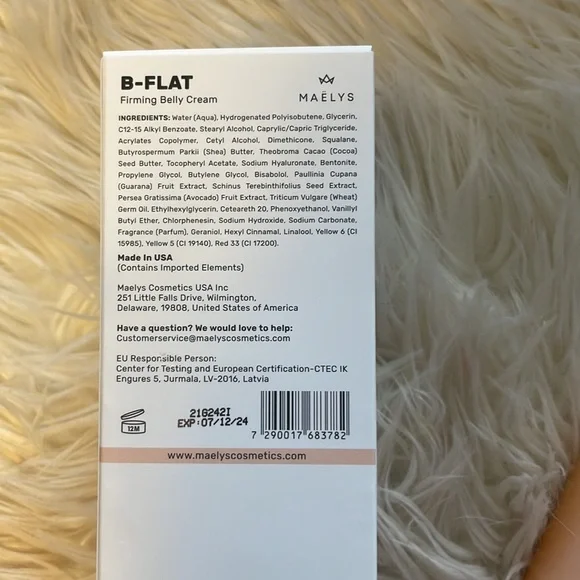 B-FLAT
Firming Belly Cream
MAËLYS
INGREDIENTS: Water (Aqua), Hydrogenated Polyisobutene, Glycerin,
C12-15 Alkyl Benzoate, Stearyl Alcohol, Caprylic/Capric Triglyceride,
Acrylates Copolymer, Cetyl Alcohol, Dimethicone, Squalane,
Butyrospermum Parkii (Shea) Butter, Theobroma Cacao (Cocoa)
Seed Butter, Tocopheryl Acetate, Sodium Hyaluronate, Bentonite,
Propylene Glycol, Butylene Glycol, Bisabolol, Paullinia Cupana
(Guarana) Fruit Extract, Schinus Terebinthifolius Seed Extract,
Persea Gratissima (Avocado) Fruit Extract, Triticum Vulgare (Wheat)
Germ Oil, Ethylhexylglycerin, Ceteareth 20, Phenoxyethanol, Vanillyl
Butyl Ether, Chlorphenesin, Sodium Hydroxide, Sodium Carbonate,
Fragrance (Parfum), Geraniol, Hexyl Cinnamal, Linalool, Yellow 6 (CI
15985), Yellow 5 (CI 19140), Red 33 (CI 17200).
Made In USA
(Contains Imported Elements)
Maelys Cosmetics USA Inc
251 Little Falls Drive, Wilmington,
Delaware, 19808, United States of America
Have a question? We would love to help:
Customerservice@maelyscosmetics.com
EU Responsible Person:
Center for Testing and European Certification-CTEC IK
Engures 5, Jurmala, LV-2016, Latvia
12M
21G242I
EXP:07/12/24
7 290017 683782
www.maelyscosmetics.com